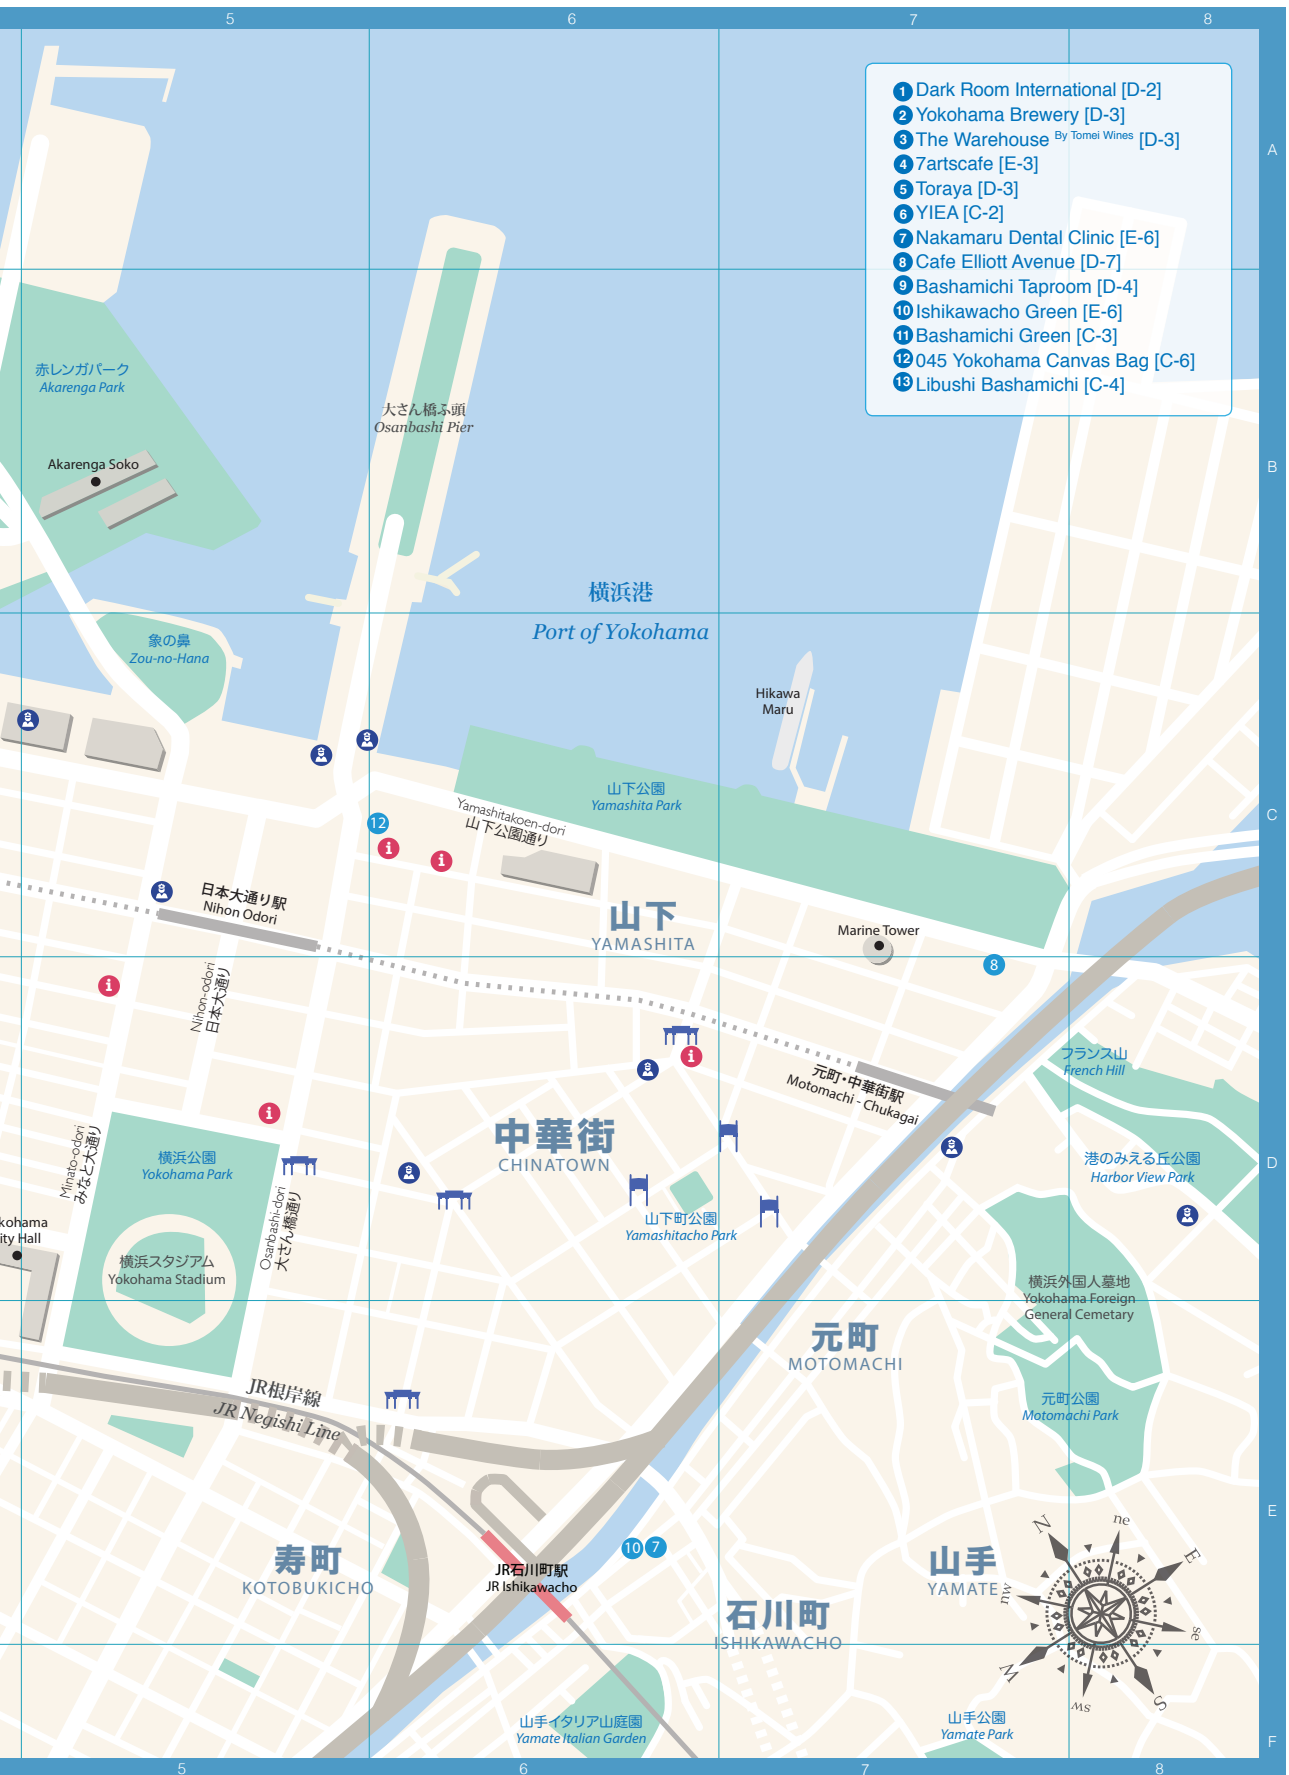 5
6
7
8
1 Dark Room International [D-2]
2 Yokohama Brewery [D-3]
3 The Warehouse By Tomei Wines [D-3]
4 7artscafe [E-3]
5 Toraya [D-3]
6 YIEA [C-2]
7 Nakamaru Dental Clinic [E-6]
8 Cafe Elliott Avenue [D-7]
9 Bashamichi Taproom [D-4]
10 Ishikawacho Green [E-6]
11 Bashamichi Green [C-3]
12 045 Yokohama Canvas Bag [C-6]
13 Libushi Bashamichi [C-4]
A
赤レンガパーク
Akarenga Park
大さん橋ふ頭
Osanbashi Pier
Akarenga Soko
B
横浜港
Port of Yokohama
象の鼻
Zou-no-Hana
Hikawa
Maru
山下公園
Yamashita Park
Yamashitakoen-dori
山下公園通り
12
C
日本大通り駅
Nihon Odori
山下
YAMASHITA
Marine Tower
8
Nihon-odori
日本大通り
フランス山
French Hill
元町・中華街駅
Motomachi - Chukagai
中華街
CHINATOWN
Minato-odori
みなと大通り
横浜公園
Yokohama Park
港のみえる丘公園
Harbor View Park
D
Osanbashi-dori
大さん橋通り
山下町公園
Yamashitacho Park
kohama
ity Hall
横浜スタジアム
Yokohama Stadium
横浜外国人墓地
Yokohama Foreign
General Cemetary
元町
MOTOMACHI
JR根岸線
JR Negishi Line
元町公園
Motomachi Park
E
10
7
寿町
KOTOBUKICHO
JR石川町駅
JR Ishikawacho
山手
YAMATE
石川町
ISHIKAWACHO
N
ne
E
se
S
sw
W
nw
山手イタリア山庭園
Yamate Italian Garden
山手公園
Yamate Park
F
5
6
7
8